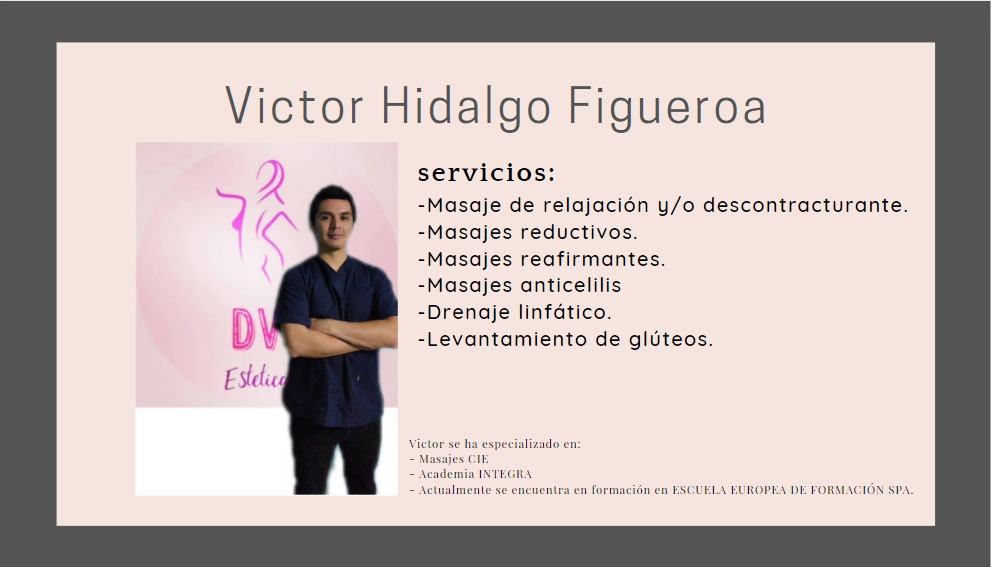 Victor Hidalgo Figueroa
servicios:
-Masaje de relajación y/o descontracturante.
-Masajes reductivos.
-Masajes reafirmantes.
-Masajes anticelilis
-Drenaje linfático.
-Levantamiento de glúteos.
DV
Estetica
Victor se ha especializado en:
- Masajes CIE
- Academia INTEGRA
- Actualmente se encuentra en formación en ESCUELA EUROPEA DE FORMACIÓN SPA.